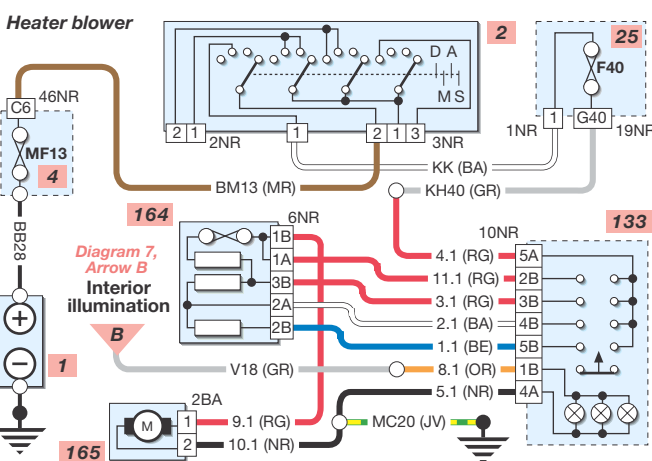 Heater blower
2
25
D A
M S
F40
C6
46NR
MF13
4
2 1
2NR
1
2 1 3
3NR
1NR
1
G40
19NR
KK (BA)
BM13 (MR)
KH40 (GR)
BB28
164
6NR
10NR
133
Diagram 7,
Arrow B
Interior
illumination
B
1B
1A
3B
2A
2B
4.1 (RG)
11.1 (RG)
3.1 (RG)
2.1 (BA)
1.1 (BE)
8.1 (OR)
5.1 (NR)
5A
2B
3B
4B
5B
1B
4A
+
−
1
V18 (GR)
2BA
M
1
2
9.1 (RG)
10.1 (NR)
MC20 (JV)
165